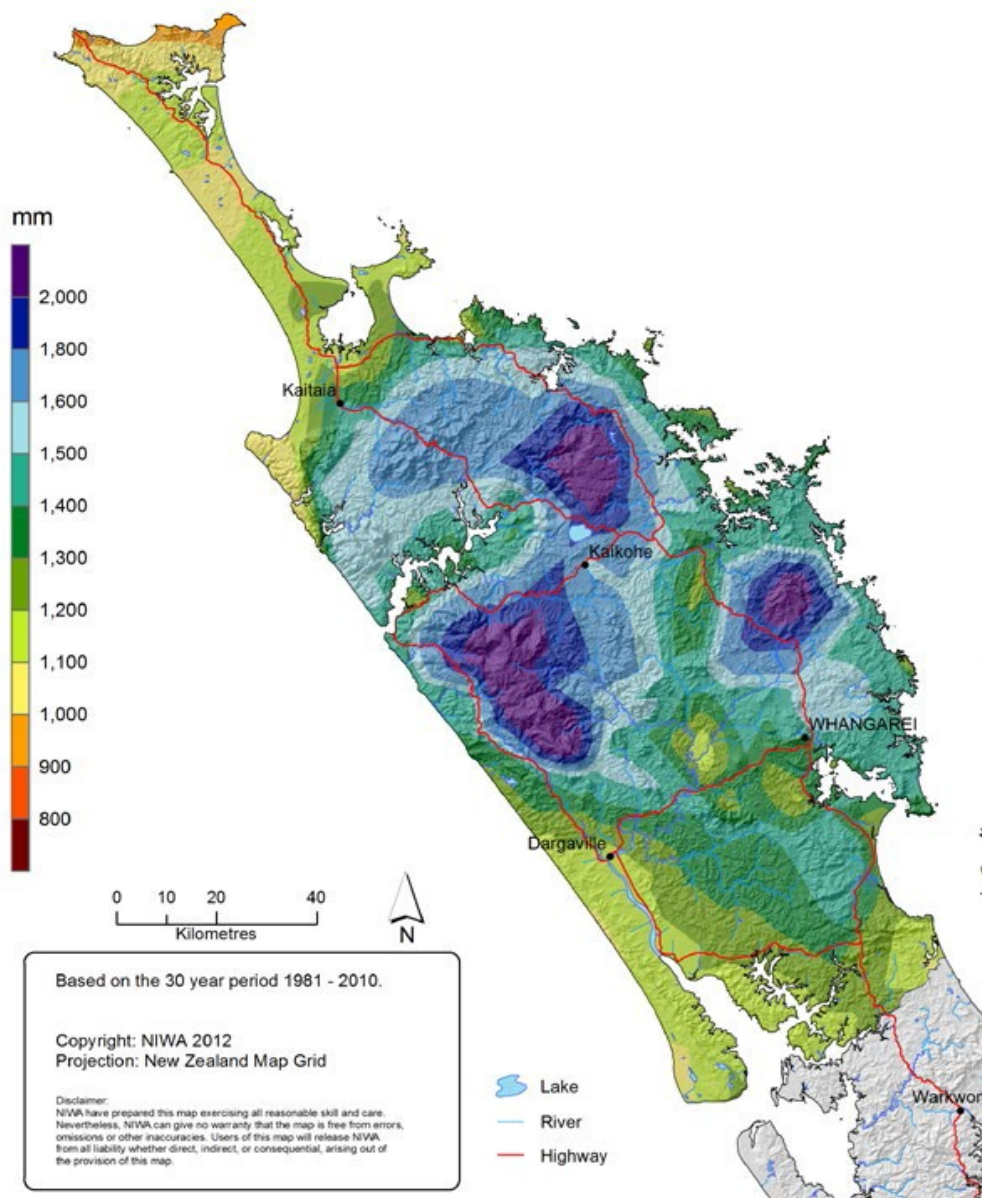 mm
2,000
1,800
1,600
1,500
1,400
1,300
1,200
1,100
1,000
900
800
Kaitaia
Kaikohe
WHANGAREI
Dargaville
0 10 20 40
Kilometres
N
Based on the 30 year period 1981 - 2010.
Copyright: NIWA 2012
Projection: New Zealand Map Grid
Disclaimer:
NIWA have prepared this map exercising all reasonable skill and care.
Nevertheless, NIWA can give no warranty that the map is free from errors,
omissions or other inaccuracies. Users of this map will release NIWA
from all liability whether direct, indirect, or consequential, arising out of
the provision of this map.
Lake
River
Highway
Warkwor